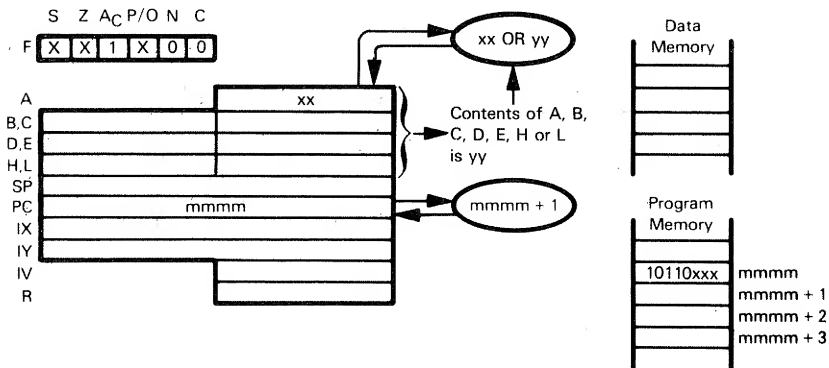 S Z AC P/O N C
F X X 1 X 0 0
xx OR yy
Data
Memory
A xx
B,C
D,E
H,L
SP
PC mmmm
IX
IY
IV
R
Contents of A, B,
C, D, E, H or L
is yy
mmmm + 1
Program
Memory
10110xxx mmmm
mmmm + 1
mmmm + 2
mmmm + 3